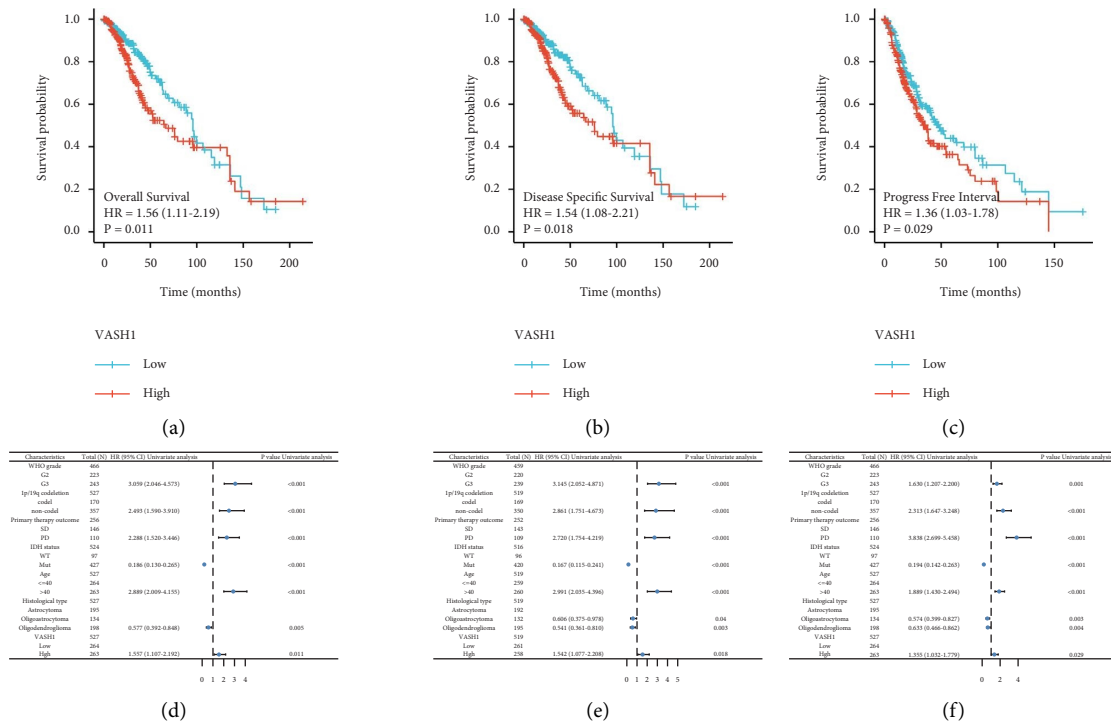 1.0
0.8
0.6
0.4
0.2
0.0
Survival probability
Overall Survival
HR = 1.56 (1.11-2.19)
P = 0.011
0 50 100 150 200
Time (months)
VASH1
Low
High
(a)
1.0
0.8
0.6
0.4
0.2
0.0
Survival probability
Disease Specific Survival
HR = 1.54 (1.08-2.21)
P = 0.018
0 50 100 150 200
Time (months)
VASH1
Low
High
(b)
1.0
0.8
0.6
0.4
0.2
0.0
Survival probability
Progress Free Interval
HR = 1.36 (1.03-1.78)
P = 0.029
0 50 100 150
Time (months)
VASH1
Low
High
(c)
Characteristics Total (N) HR (95% CI) Univariate analysis P value Univariate analysis
WHO grade 466
G2 223
G3 243 3.059 (2.046-4.573) <0.001
1p/19q codeletion 527
codel 170
non-codel 357 2.493 (1.590-3.910) <0.001
Primary therapy outcome 256
SD 146
PD 110 2.288 (1.520-3.446) <0.001
IDH status 524
WT 97
Mut 427 0.186 (0.130-0.265) <0.001
Age 527
<=40 264
>40 263 2.889 (2.009-4.155) <0.001
Histological type 527
Astrocytoma 195
Oligoastrocytoma 134
Oligodendroglioma 198 0.577 (0.392-0.848) 0.005
VASH1 527
Low 264
High 263 1.557 (1.107-2.192) 0.011
0 1 2 3 4
(d)
Characteristics Total (N) HR (95% CI) Univariate analysis P value Univariate analysis
WHO grade 459
G2 220
G3 239 3.145 (2.052-4.871) <0.001
1p/19q codeletion 519
codel 169
non-codel 350 2.861 (1.751-4.673) <0.001
Primary therapy outcome 252
SD 143
PD 109 2.720 (1.754-4.219) <0.001
IDH status 516
WT 96
Mut 420 0.167 (0.115-0.241) <0.001
Age 519
<=40 259
>40 260 2.991 (2.035-4.396) <0.001
Histological type 519
Astrocytoma 192
Oligoastrocytoma 132 0.606 (0.375-0.978) 0.04
Oligodendroglioma 195 0.541 (0.361-0.810) 0.003
VASH1 519
Low 261
High 258 1.542 (1.077-2.208) 0.018
0 1 2 3 4 5
(e)
Characteristics Total (N) HR (95% CI) Univariate analysis P value Univariate analysis
WHO grade 466
G2 223
G3 243 1.630 (1.207-2.200) 0.001
1p/19q codeletion 527
codel 170
non-codel 357 2.313 (1.647-3.248) <0.001
Primary therapy outcome 256
SD 146
PD 110 3.838 (2.699-5.458) <0.001
IDH status 524
WT 97
Mut 427 0.194 (0.142-0.263) <0.001
Age 527
<=40 264
>40 263 1.889 (1.430-2.494) <0.001
Histological type 527
Astrocytoma 195
Oligoastrocytoma 134 0.574 (0.399-0.827) 0.003
Oligodendroglioma 198 0.635 (0.466-0.862) 0.004
VASH1 527
Low 264
High 263 1.355 (1.032-1.779) 0.029
0 2 4
(f)